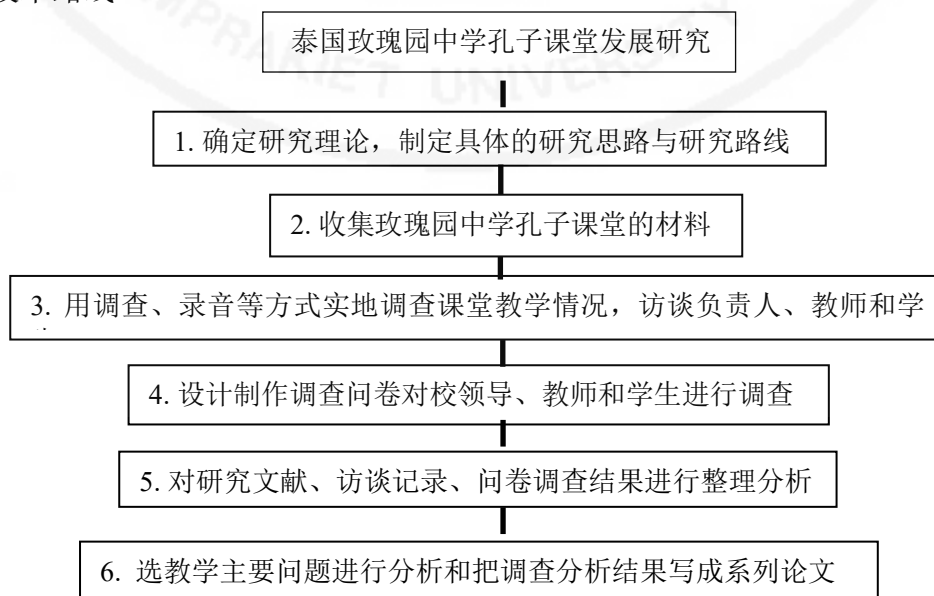 泰国玫瑰园中学孔子课堂发展研究
1. 确定研究理论，制定具体的研究思路与研究路线
2. 收集玫瑰园中学孔子课堂的材料
3. 用调查、录音等方式实地调查课堂教学情况，访谈负责人、教师和学
4. 设计制作调查问卷对校领导、教师和学生进行调查
5. 对研究文献、访谈记录、问卷调查结果进行整理分析
6. 选教学主要问题进行分析和把调查分析结果写成系列论文